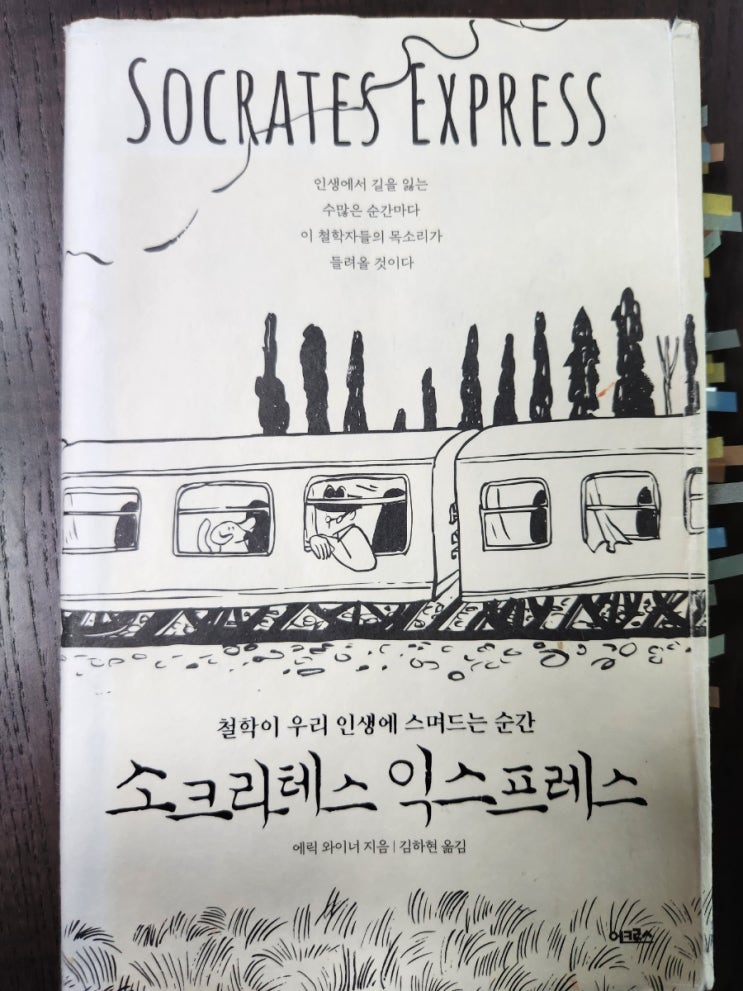 SOCRATES EXPRESS
인생에서 길을 잃는
수많은 순간마다
이 철학자들의 목소리가
들려올 것이다
철학이 우리 인생에 스며드는 순간
소크라테스 익스프레스
에릭 와이너 지음 | 김하현 옮김
어크로스